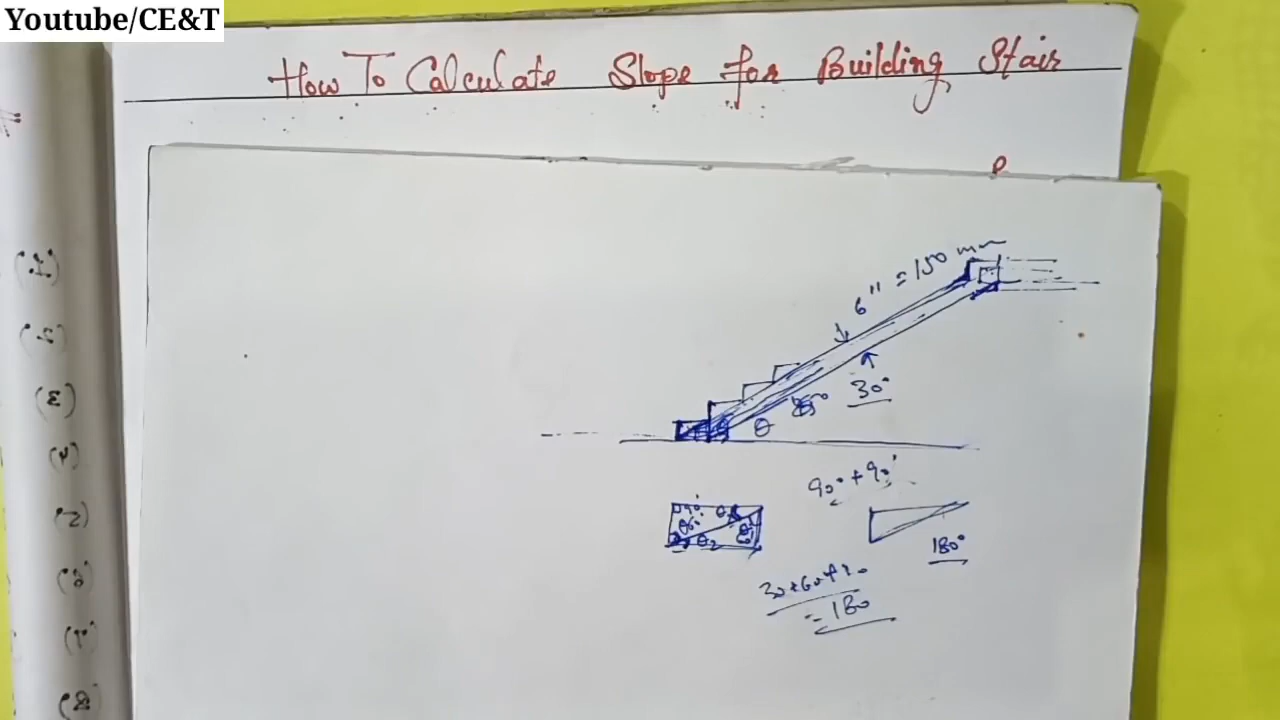 Youtube/CE&T
How To Calculate Slope for Building Stair
6" = 150 mm
30°
θ
90° + 90°
180°
30+60+90
= 180